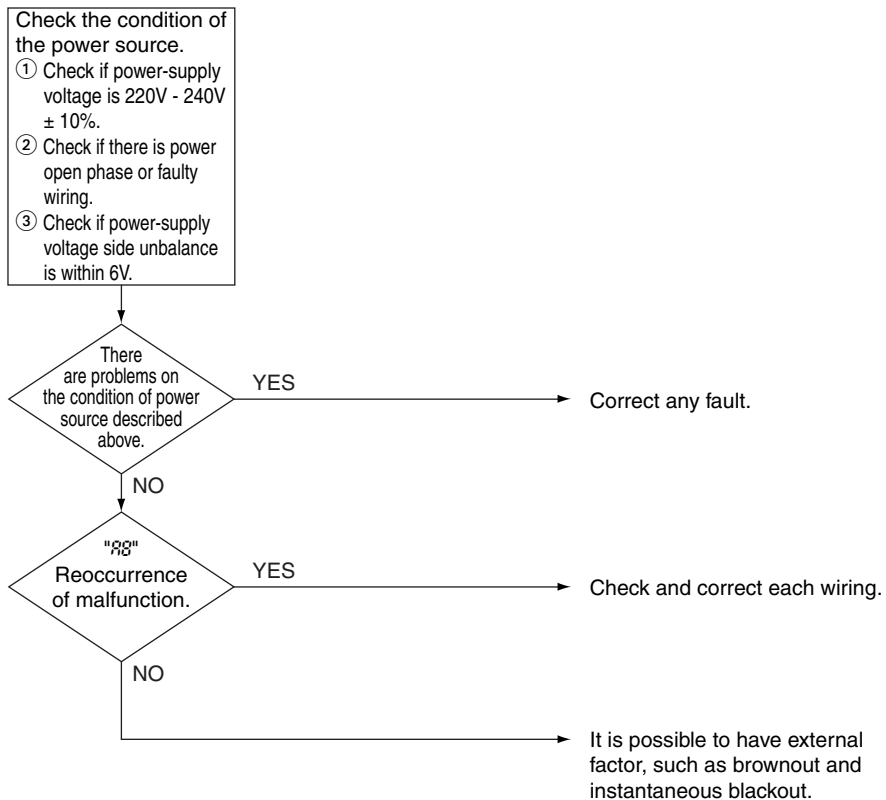 Check the condition of
the power source.
① Check if power-supply
voltage is 220V - 240V
± 10%.
② Check if there is power
open phase or faulty
wiring.
③ Check if power-supply
voltage side unbalance
is within 6V.
There
are problems on
the condition of power
source described
above.
YES
Correct any fault.
NO
"A8"
Reoccurrence
of malfunction.
YES
Check and correct each wiring.
NO
It is possible to have external
factor, such as brownout and
instantaneous blackout.